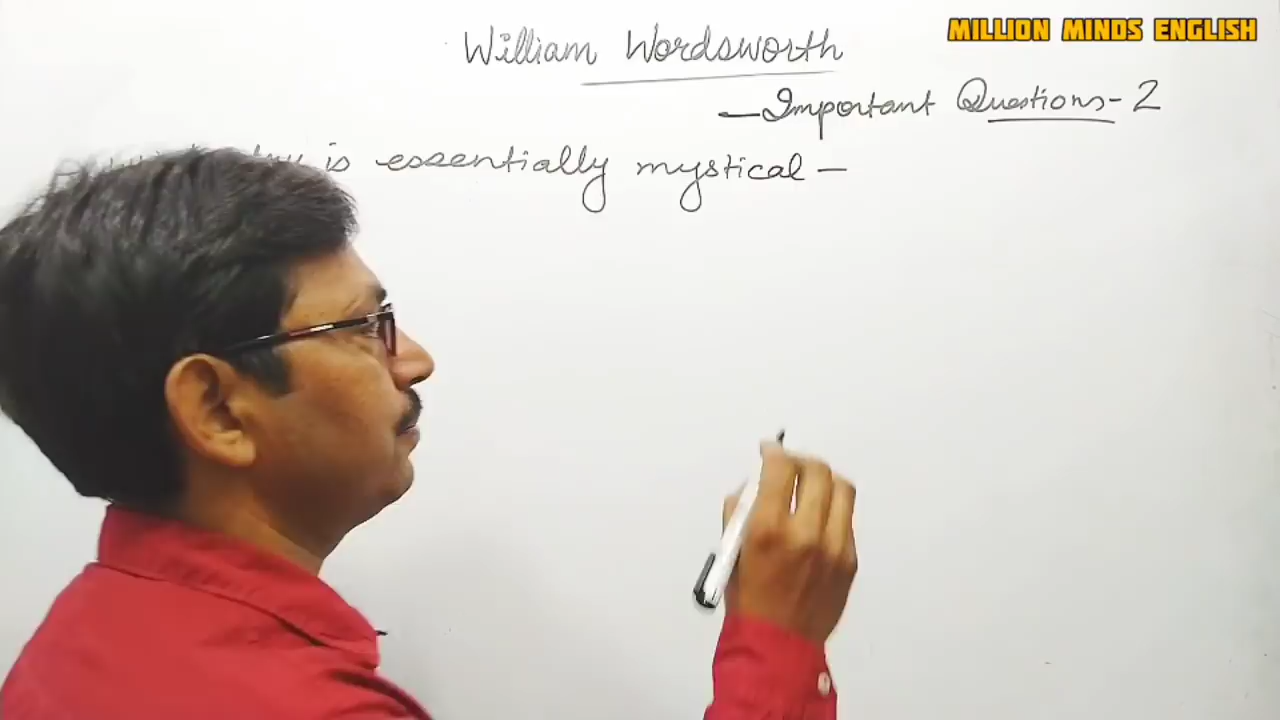 MILLION MINDS ENGLISH
William Wordsworth
— Important Questions - 2
is essentially mystical —